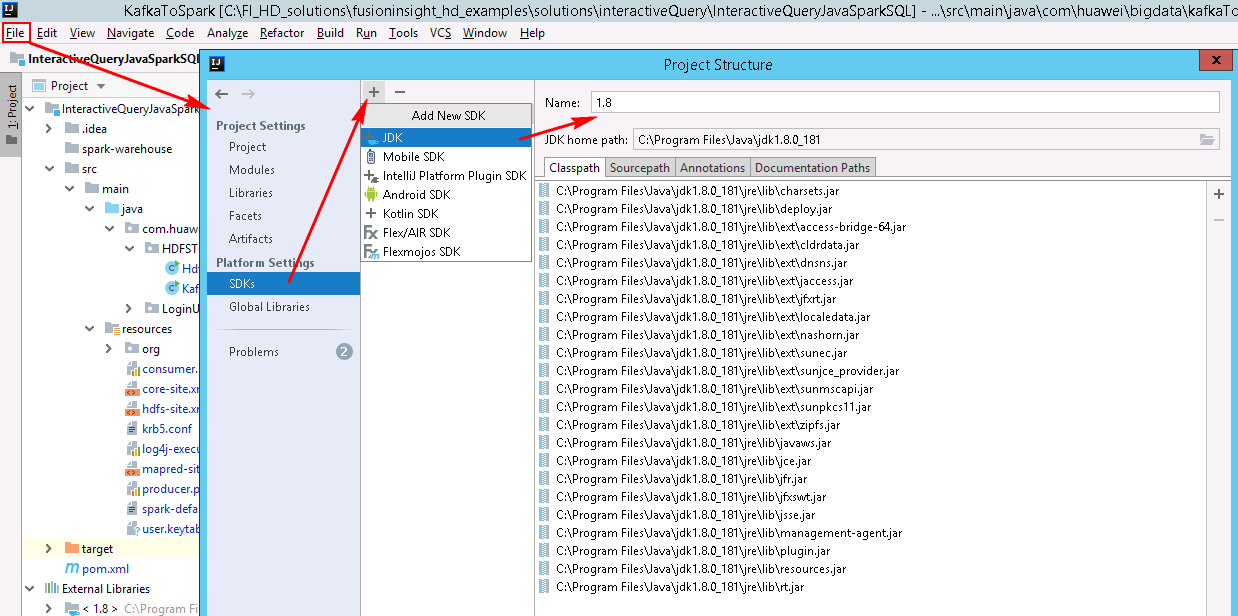 KafkaToSpark [C:\FI_HD_solutions\fusioninsight_hd_examples\solutions\interactiveQuery\InteractiveQueryJavaSparkSQL] - ...\src\main\java\com\huawei\bigdata\kafkaTo
File Edit View Navigate Code Analyze Refactor Build Run Tools VCS Window Help
InteractiveQueryJavaSparkSQL
1: Project
Project
InteractiveQueryJavaSpark
.idea
spark-warehouse
src
main
java
com.huaw
HDFSTo
Hd
Kaf
LoginU
resources
org
consumer.
core-site.xm
hdfs-site.xm
krb5.conf
log4j-execu
mapred-sit
producer.p
spark-defa
user.keytab
target
pom.xml
External Libraries
< 1.8 > C:\Program Fi
Project Structure
Project Settings
Project
Modules
Libraries
Facets
Artifacts
Platform Settings
SDKs
Global Libraries
Problems 2
Add New SDK
JDK
Mobile SDK
IntelliJ Platform Plugin SDK
Android SDK
Kotlin SDK
Flex/AIR SDK
Flexmojos SDK
Name: 1.8
JDK home path: C:\Program Files\Java\jdk1.8.0_181
Classpath Sourcepath Annotations Documentation Paths
C:\Program Files\Java\jdk1.8.0_181\jre\lib\charsets.jar
C:\Program Files\Java\jdk1.8.0_181\jre\lib\deploy.jar
C:\Program Files\Java\jdk1.8.0_181\jre\lib\ext\access-bridge-64.jar
C:\Program Files\Java\jdk1.8.0_181\jre\lib\ext\cldrdata.jar
C:\Program Files\Java\jdk1.8.0_181\jre\lib\ext\dnsns.jar
C:\Program Files\Java\jdk1.8.0_181\jre\lib\ext\jaccess.jar
C:\Program Files\Java\jdk1.8.0_181\jre\lib\ext\jfxrt.jar
C:\Program Files\Java\jdk1.8.0_181\jre\lib\ext\localedata.jar
C:\Program Files\Java\jdk1.8.0_181\jre\lib\ext\nashorn.jar
C:\Program Files\Java\jdk1.8.0_181\jre\lib\ext\sunec.jar
C:\Program Files\Java\jdk1.8.0_181\jre\lib\ext\sunjce_provider.jar
C:\Program Files\Java\jdk1.8.0_181\jre\lib\ext\sunmscapi.jar
C:\Program Files\Java\jdk1.8.0_181\jre\lib\ext\sunpkcs11.jar
C:\Program Files\Java\jdk1.8.0_181\jre\lib\ext\zipfs.jar
C:\Program Files\Java\jdk1.8.0_181\jre\lib\javaws.jar
C:\Program Files\Java\jdk1.8.0_181\jre\lib\jce.jar
C:\Program Files\Java\jdk1.8.0_181\jre\lib\jfr.jar
C:\Program Files\Java\jdk1.8.0_181\jre\lib\jfxswt.jar
C:\Program Files\Java\jdk1.8.0_181\jre\lib\jsse.jar
C:\Program Files\Java\jdk1.8.0_181\jre\lib\management-agent.jar
C:\Program Files\Java\jdk1.8.0_181\jre\lib\plugin.jar
C:\Program Files\Java\jdk1.8.0_181\jre\lib\resources.jar
C:\Program Files\Java\jdk1.8.0_181\jre\lib\rt.jar